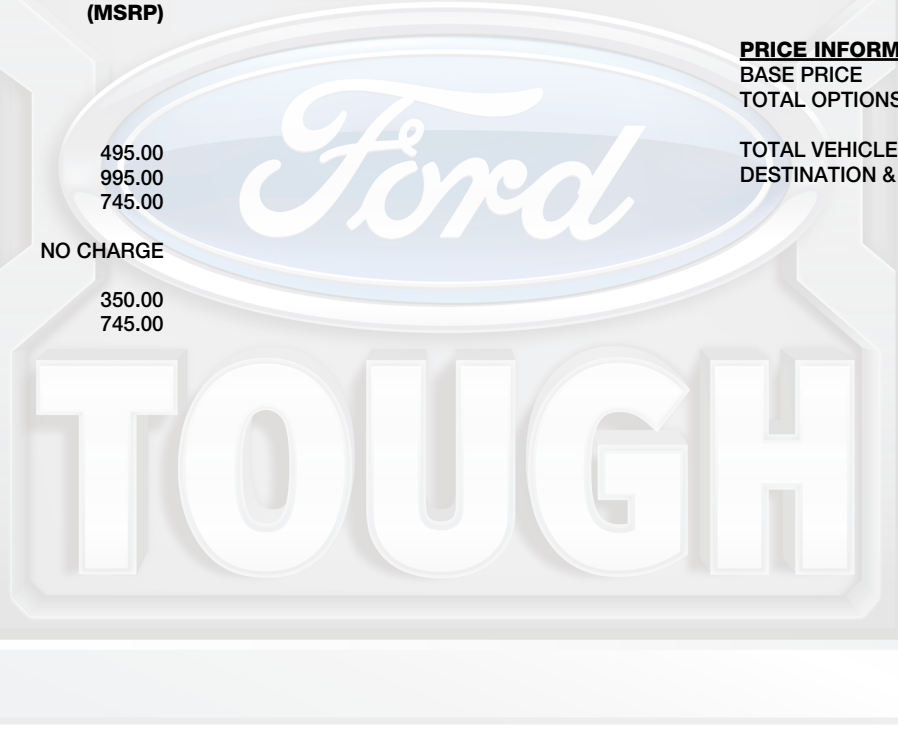 (MSRP)
495.00
995.00
745.00
NO CHARGE
350.00
745.00
PRICE INFORM
BASE PRICE
TOTAL OPTIONS
TOTAL VEHICLE
DESTINATION &
Ford
TOUGH